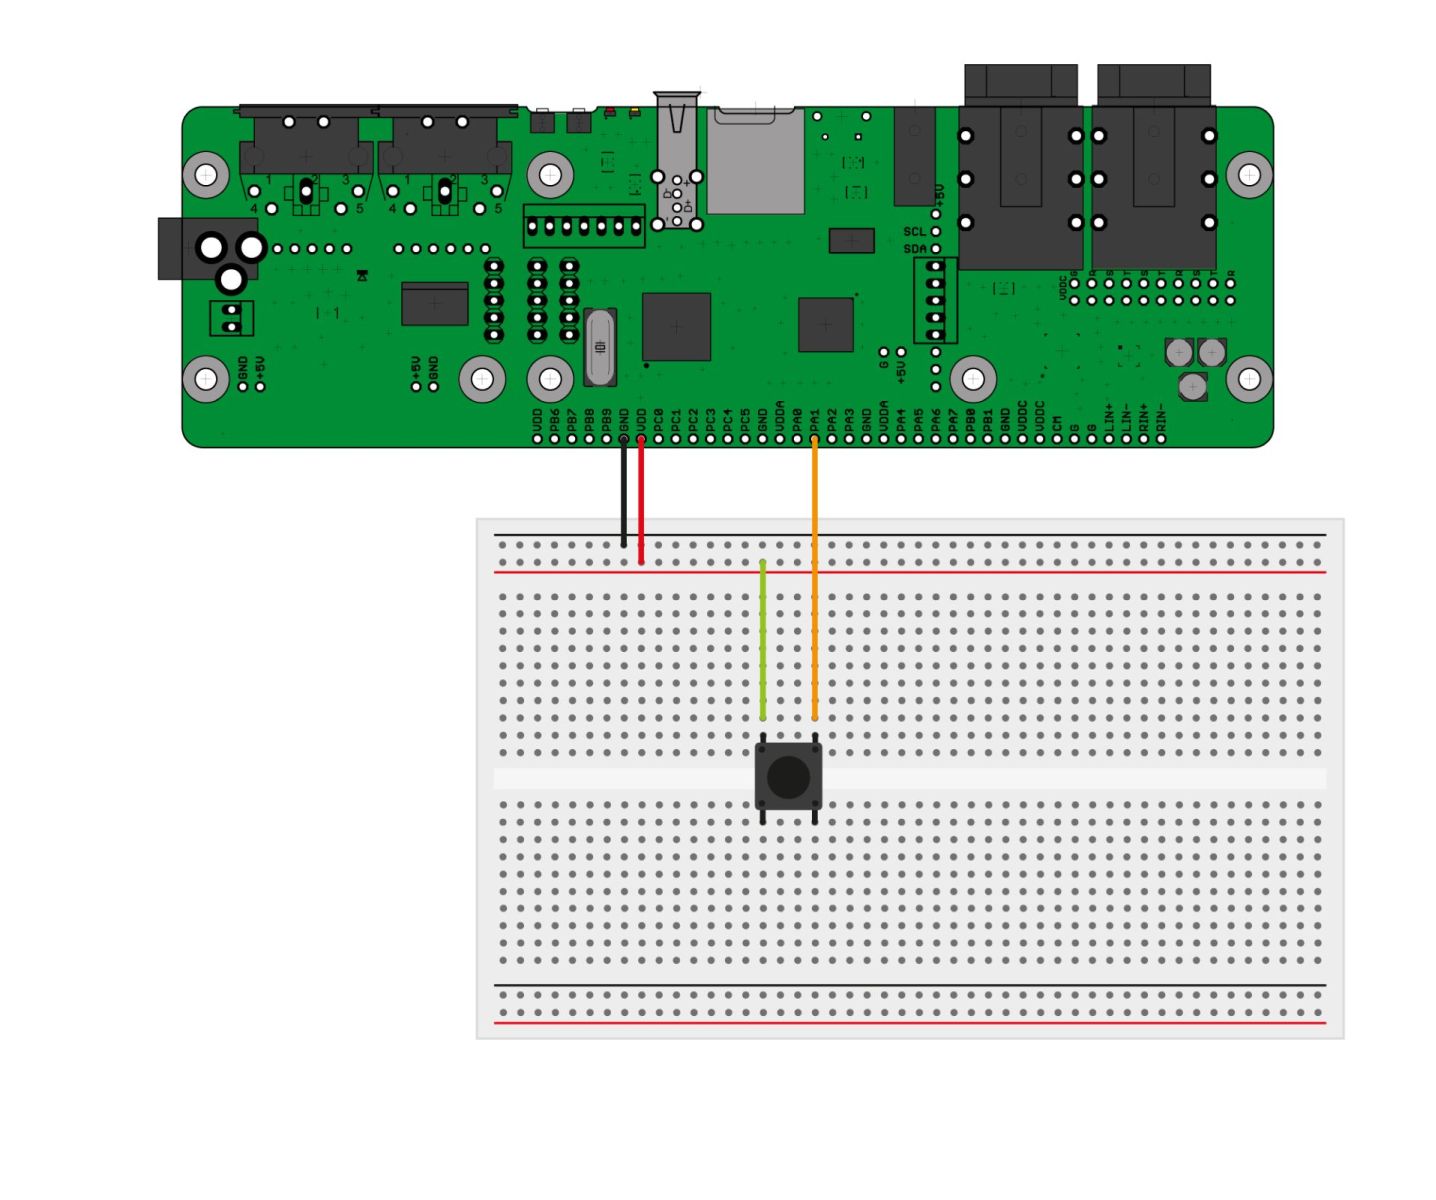 1 2 3
4 5
1 2 3
4 5
D- D+
+5V
SCL
SDA
VDDC
G A S T S T R S T R
GND +5V
+5V GND
G +5V
VDD PB6 PB7 PB8 PB9 GND VDD PC0 PC1 PC2 PC3 PC4 PC5 GND VDDA PA0 PA1 PA2 PA3 GND VDDA PA4 PA5 PA6 PA7 PB0 PB1 GND VDDC VDDC CM G G LIN+ LIN- RIN+ RIN-